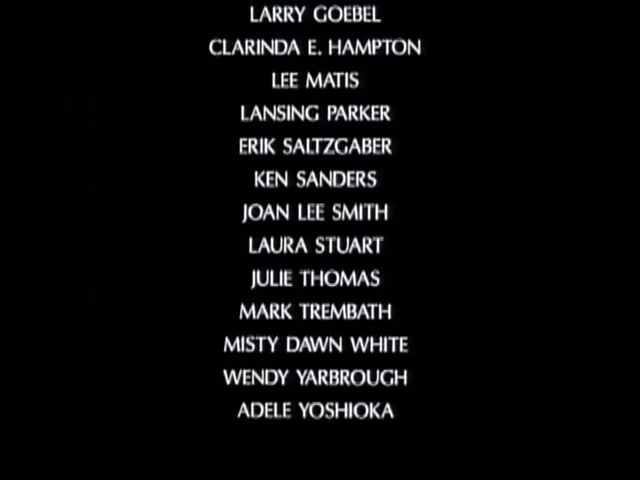 LARRY GOEBEL
CLARINDA E. HAMPTON
LEE MATIS
LANSING PARKER
ERIK SALTZGABER
KEN SANDERS
JOAN LEE SMITH
LAURA STUART
JULIE THOMAS
MARK TREMBATH
MISTY DAWN WHITE
WENDY YARBROUGH
ADELE YOSHIOKA